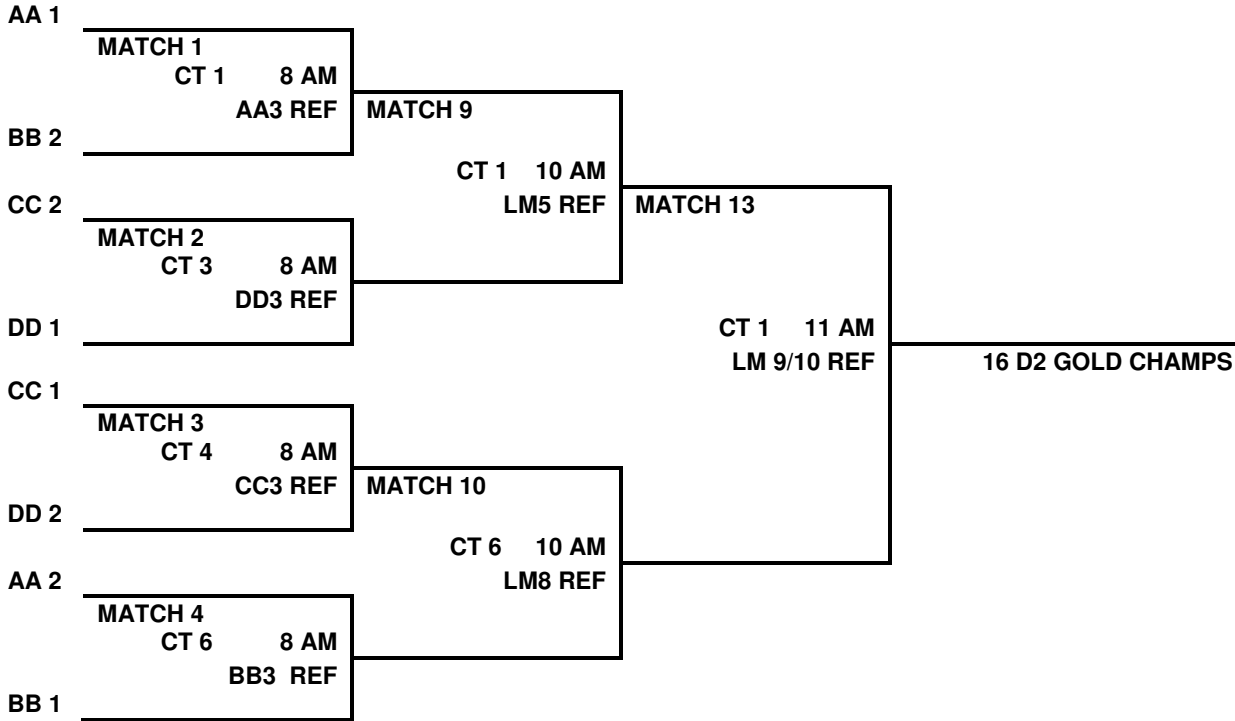 AA 1
MATCH 1
CT 1 8 AM
AA3 REF
MATCH 9
BB 2
CT 1 10 AM
CC 2
LM5 REF
MATCH 13
MATCH 2
CT 3 8 AM
DD3 REF
DD 1
CT 1 11 AM
LM 9/10 REF
16 D2 GOLD CHAMPS
CC 1
MATCH 3
CT 4 8 AM
CC3 REF
MATCH 10
DD 2
CT 6 10 AM
AA 2
LM8 REF
MATCH 4
CT 6 8 AM
BB3 REF
BB 1